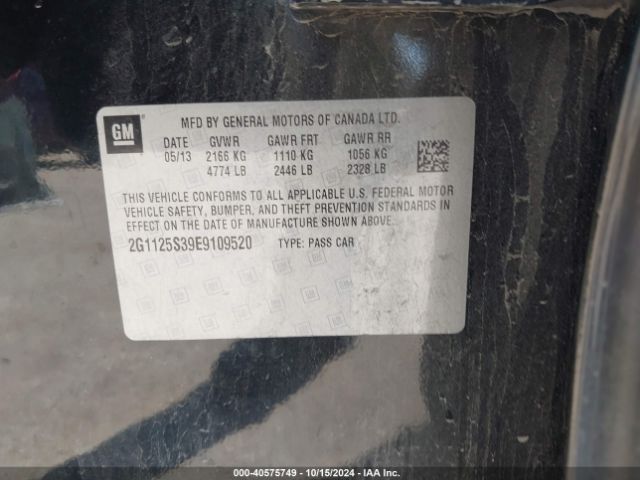 GM
MFD BY GENERAL MOTORS OF CANADA LTD.
DATE GVWR GAWR FRT GAWR RR
05/13 2166 KG 1110 KG 1056 KG
4774 LB 2446 LB 2328 LB
THIS VEHICLE CONFORMS TO ALL APPLICABLE U.S. FEDERAL MOTOR
VEHICLE SAFETY, BUMPER, AND THEFT PREVENTION STANDARDS IN
EFFECT ON THE DATE OF MANUFACTURE SHOWN ABOVE.
2G1125S39E9109520 TYPE: PASS CAR
000-40575749 - 10/15/2024 - IAA Inc.